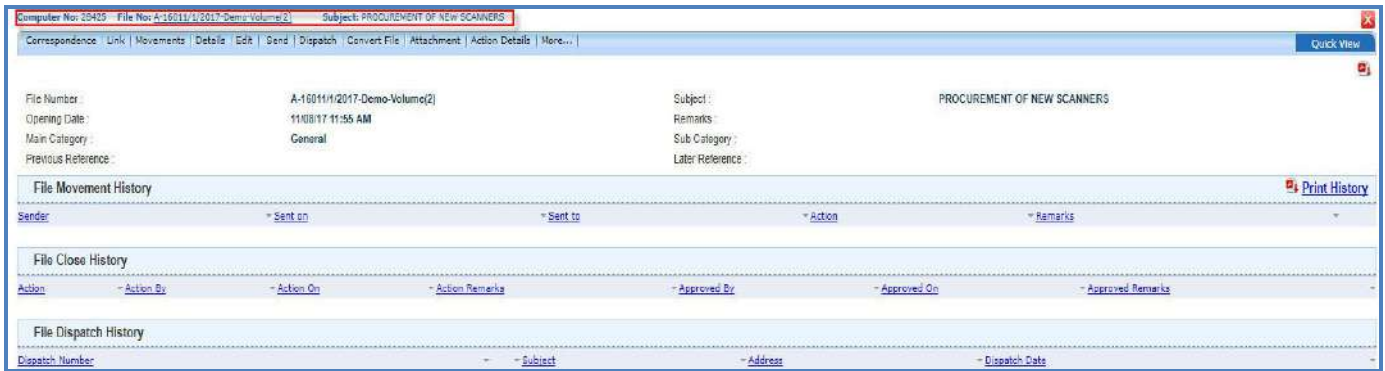 Computer No: 28425 File No: A-16011/1/2017-Demo-Volume(2) Subject: PROCUREMENT OF NEW SCANNERS
Correspondence | Link | Movements | Details | Edit | Send | Dispatch | Convert File | Attachment | Action Details | More... |
Quick View
File Number : A-16011/1/2017-Demo-Volume(2) Subject : PROCUREMENT OF NEW SCANNERS
Opening Date : 11/08/17 11:55 AM Remarks :
Main Category : General Sub Category :
Previous Reference : Later Reference :
File Movement History Print History
Sender Sent on Sent to Action Remarks
File Close History
Action Action By Action On Action Remarks Approved By Approved On Approved Remarks
File Dispatch History
Dispatch Number Subject Address Dispatch Date